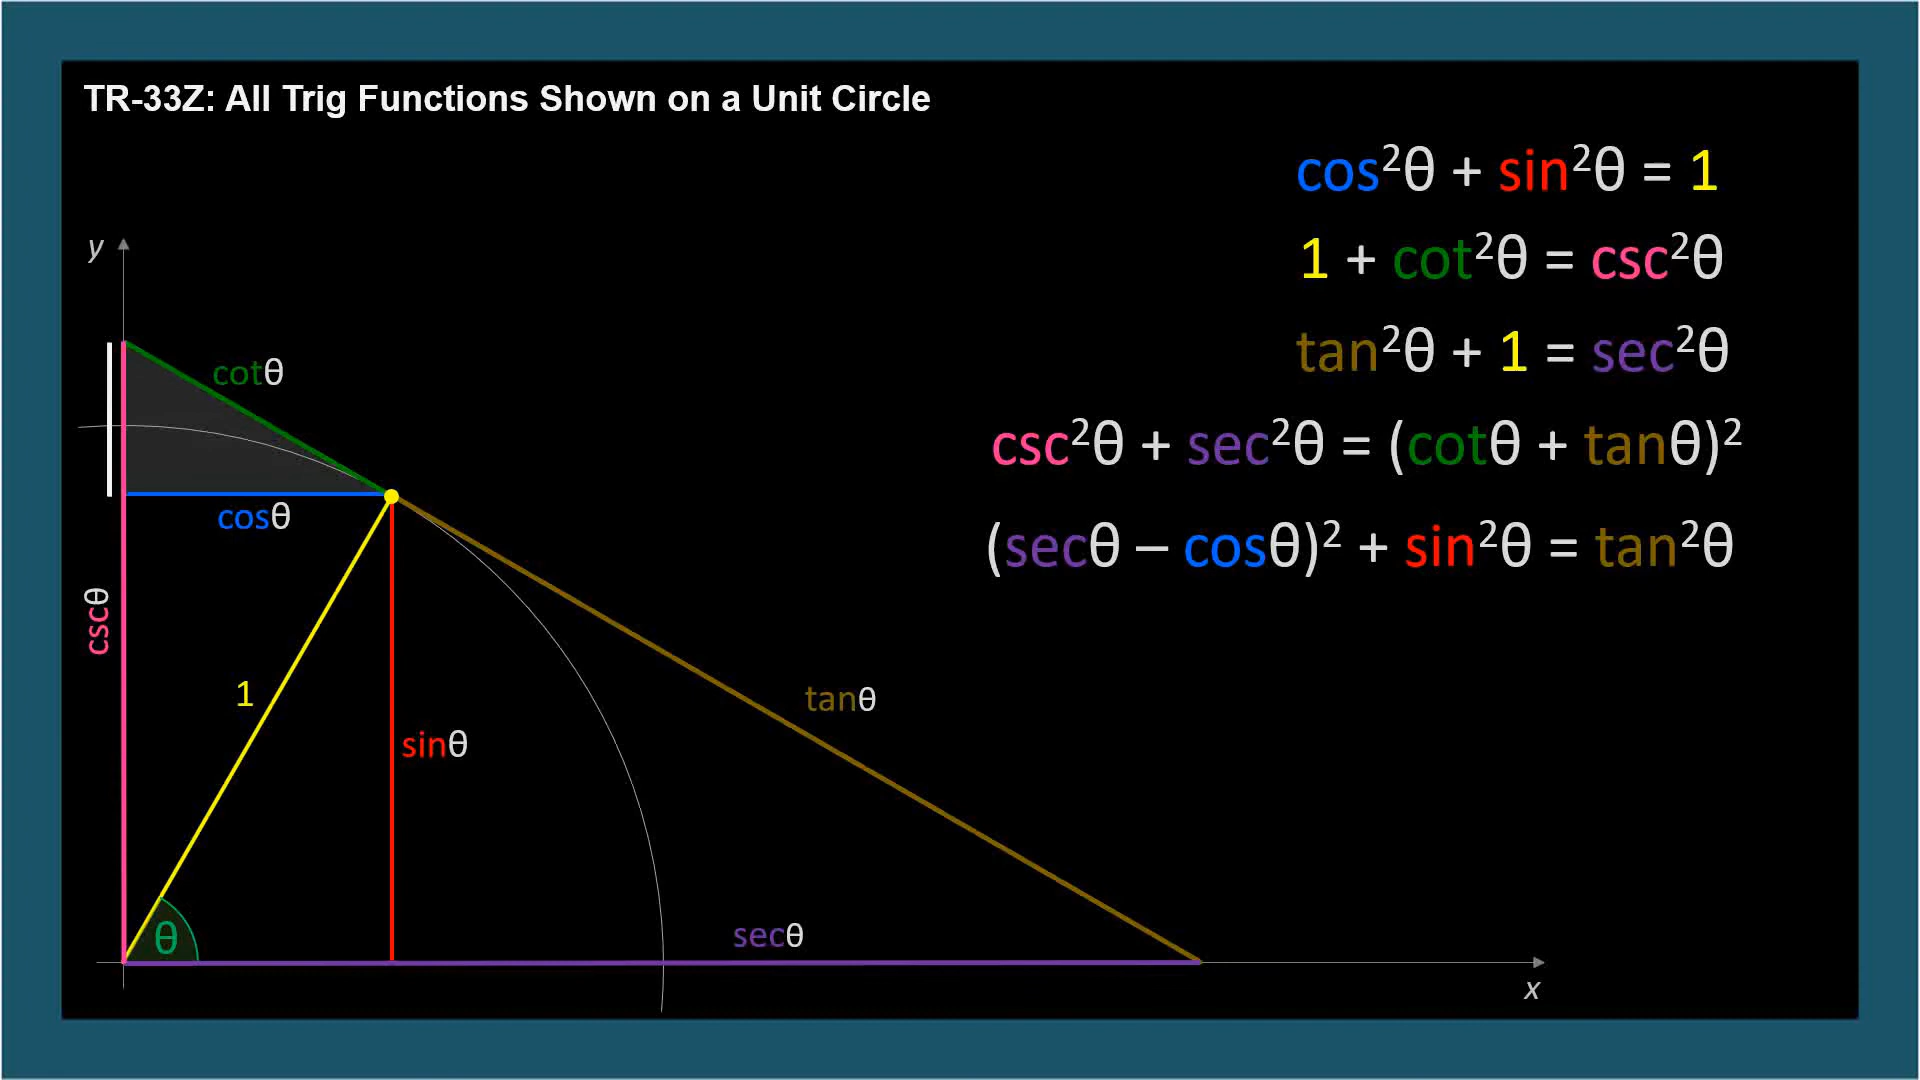 TR-33Z: All Trig Functions Shown on a Unit Circle
cos²θ + sin²θ = 1
1 + cot²θ = csc²θ
tan²θ + 1 = sec²θ
csc²θ + sec²θ = (cotθ + tanθ)²
(secθ – cosθ)² + sin²θ = tan²θ
y
cotθ
cosθ
cscθ
1
sinθ
tanθ
θ
secθ
x